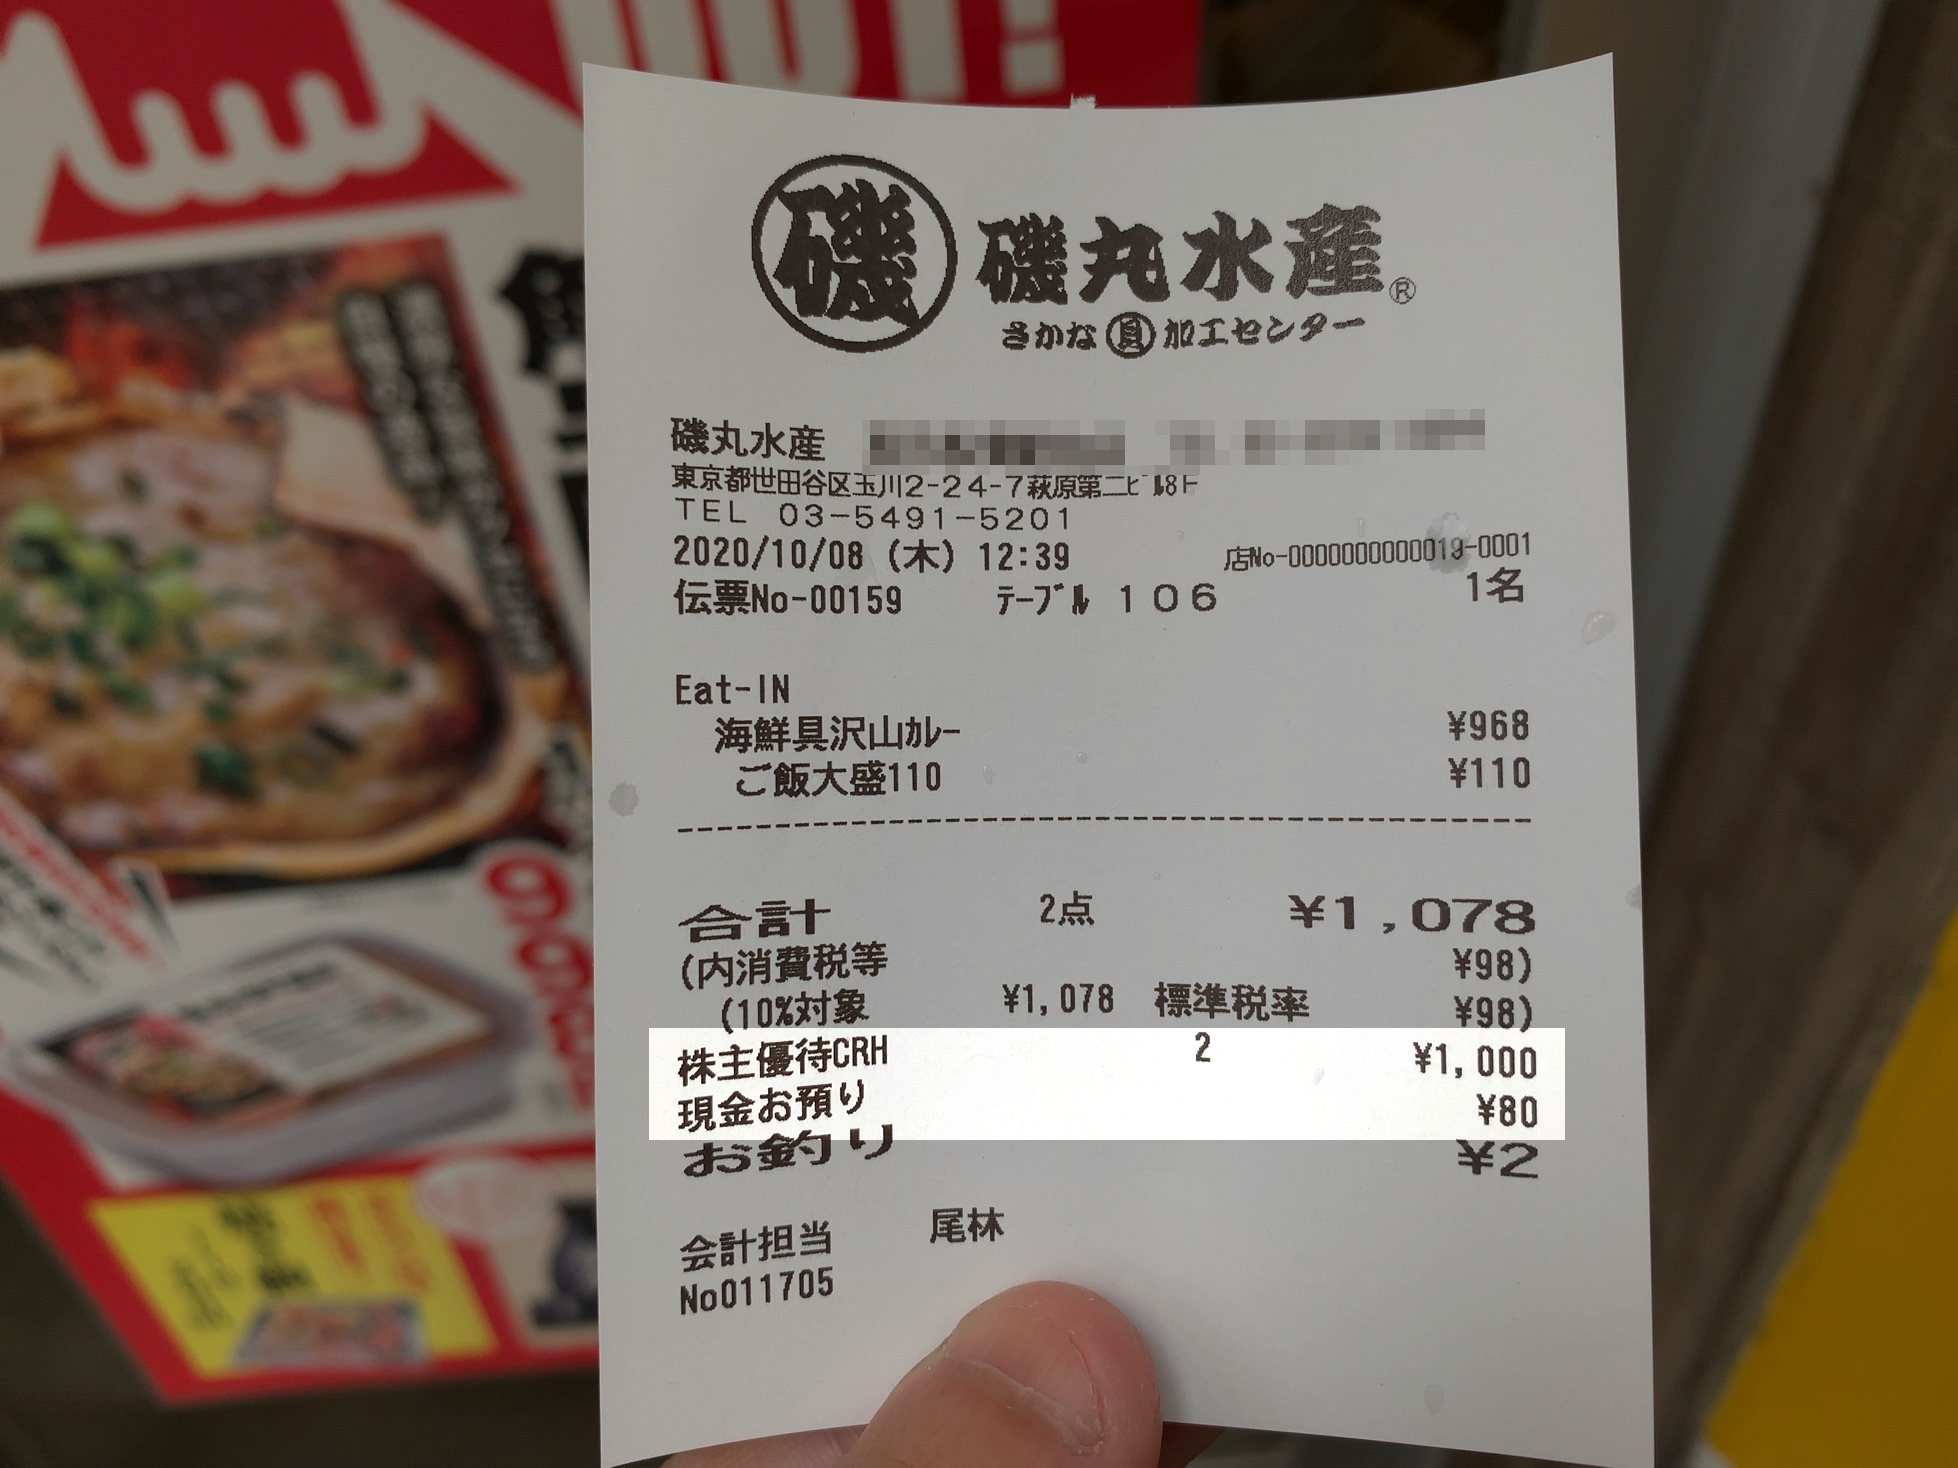 磯
磯丸水産®
さかな 貝 加工センター
磯丸水産
東京都世田谷区玉川2-24-7萩原第二ﾋﾞﾙ8F
TEL 03-5491-5201
2020/10/08 (木) 12:39 店No-0000000000019-0001
伝票No-00159 ﾃｰﾌﾞﾙ 106 1名
Eat-IN
海鮮具沢山ｶﾚｰ ¥968
ご飯大盛110 ¥110
合計 2点 ¥1,078
(内消費税等 ¥98)
(10%対象 ¥1,078 標準税率 ¥98)
株主優待CRH 2 ¥1,000
現金お預り ¥80
お釣り ¥2
会計担当 尾林
No011705